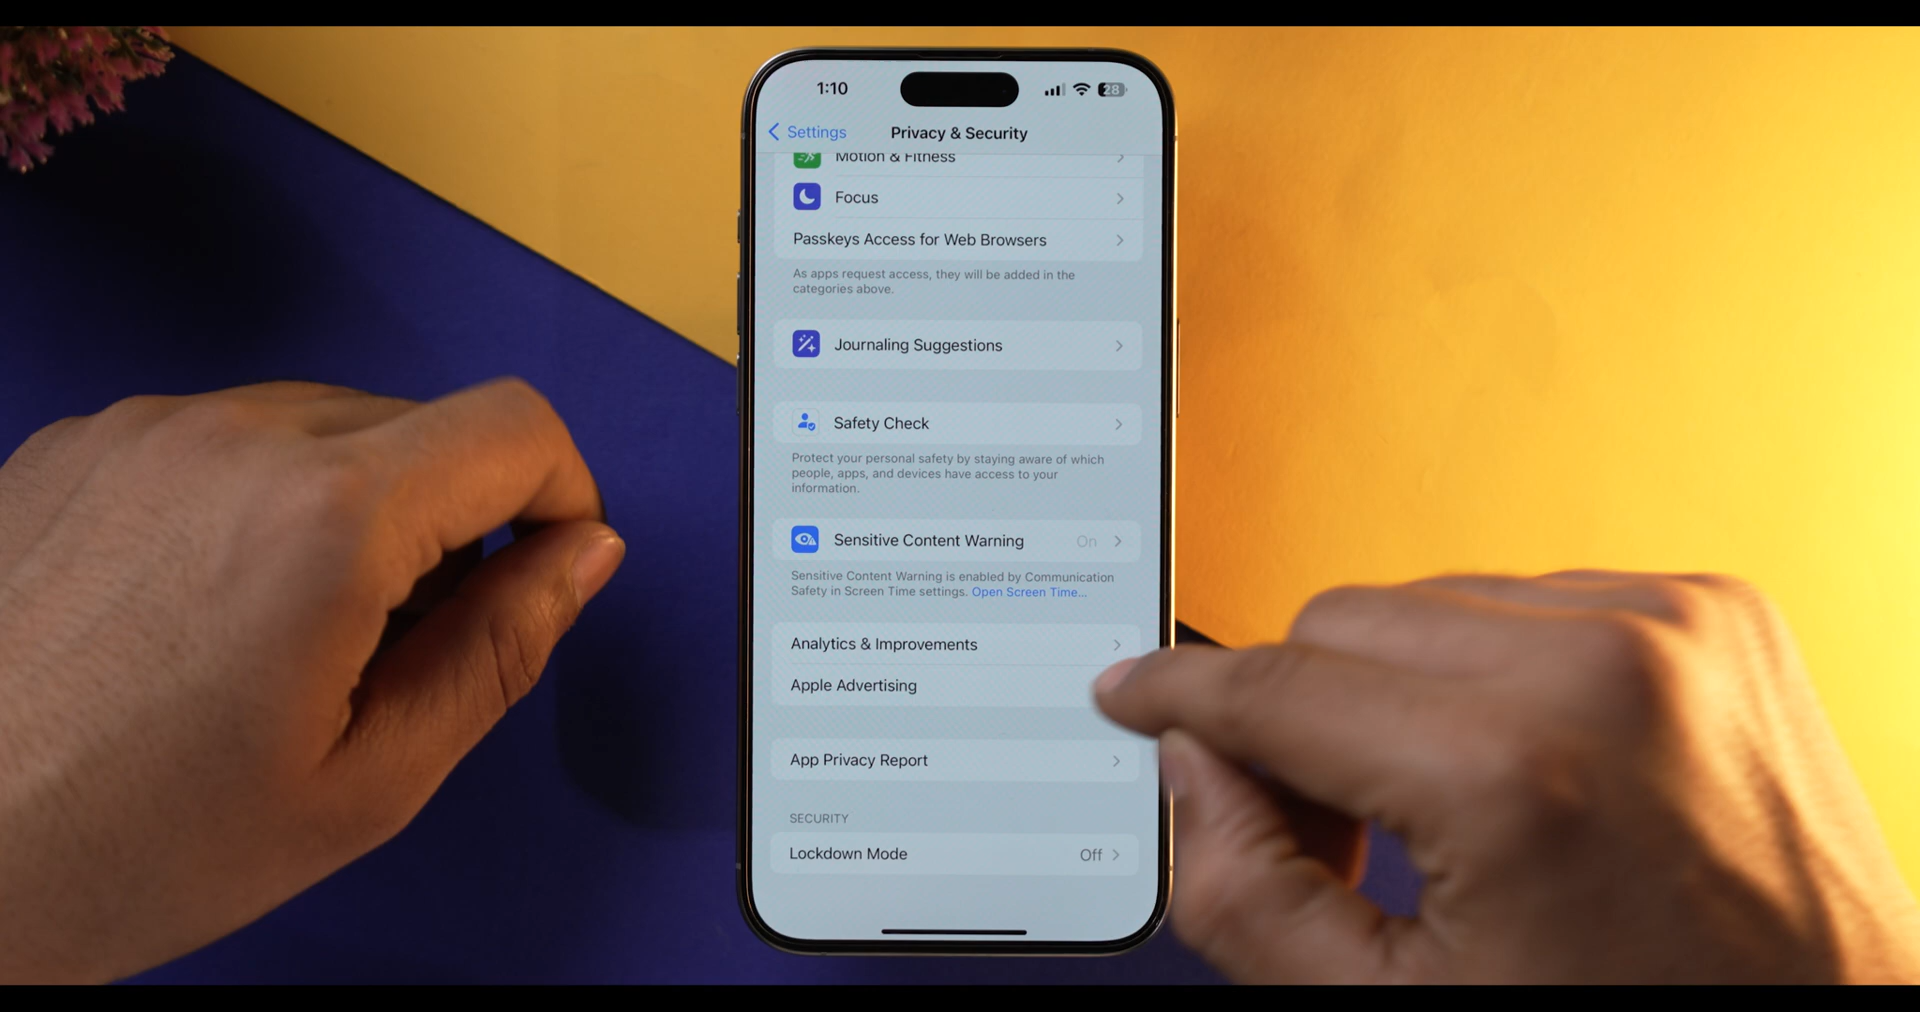 1:10
28
Settings
Privacy & Security
Motion & Fitness
Focus
Passkeys Access for Web Browsers
As apps request access, they will be added in the
categories above.
Journaling Suggestions
Safety Check
Protect your personal safety by staying aware of which
people, apps, and devices have access to your
information.
Sensitive Content Warning On
Sensitive Content Warning is enabled by Communication
Safety in Screen Time settings. Open Screen Time...
Analytics & Improvements
Apple Advertising
App Privacy Report
SECURITY
Lockdown Mode Off